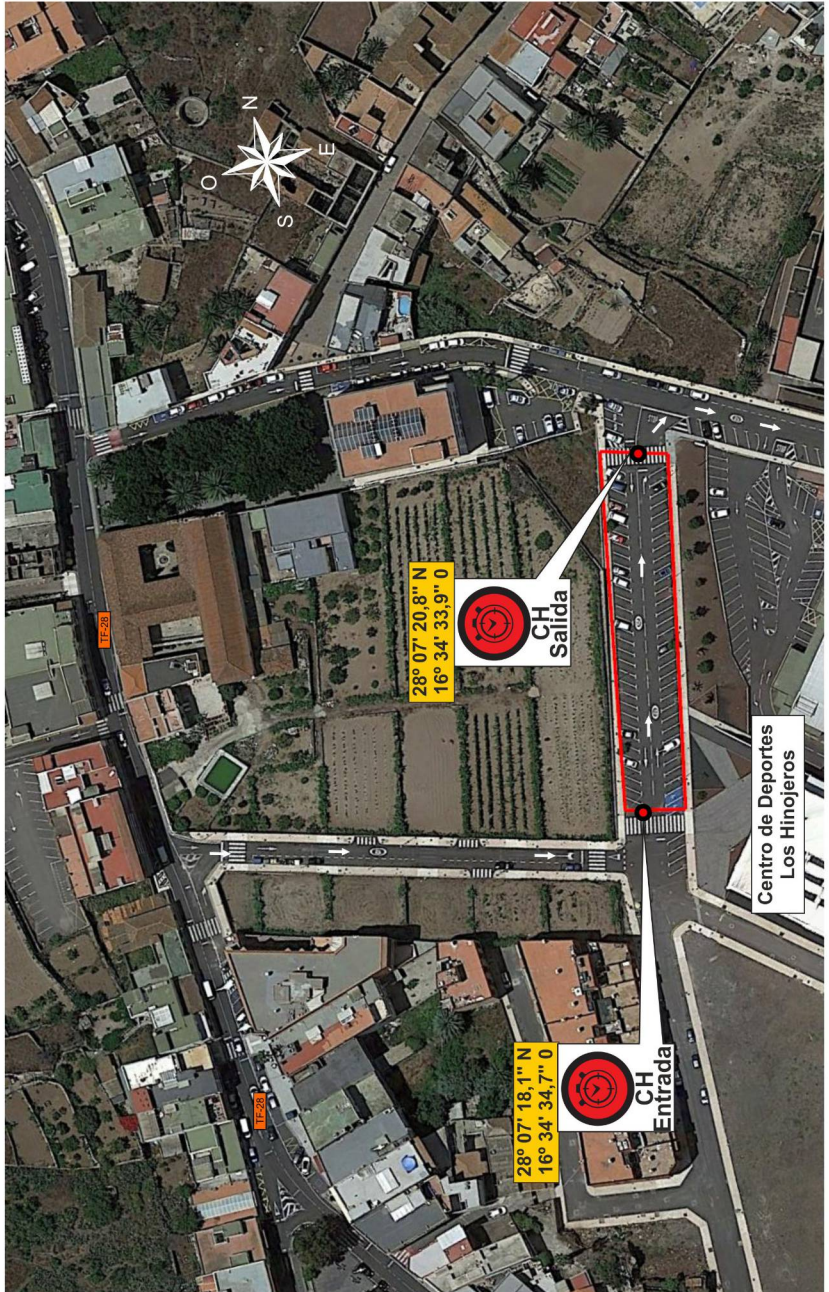 N
E
S
O
TF-28
TF-28
28º 07' 20,8" N
16º 34' 33,9" O
CH
Salida
28º 07' 18,1" N
16º 34' 34,7" O
CH
Entrada
Centro de Deportes
Los Hinojeros